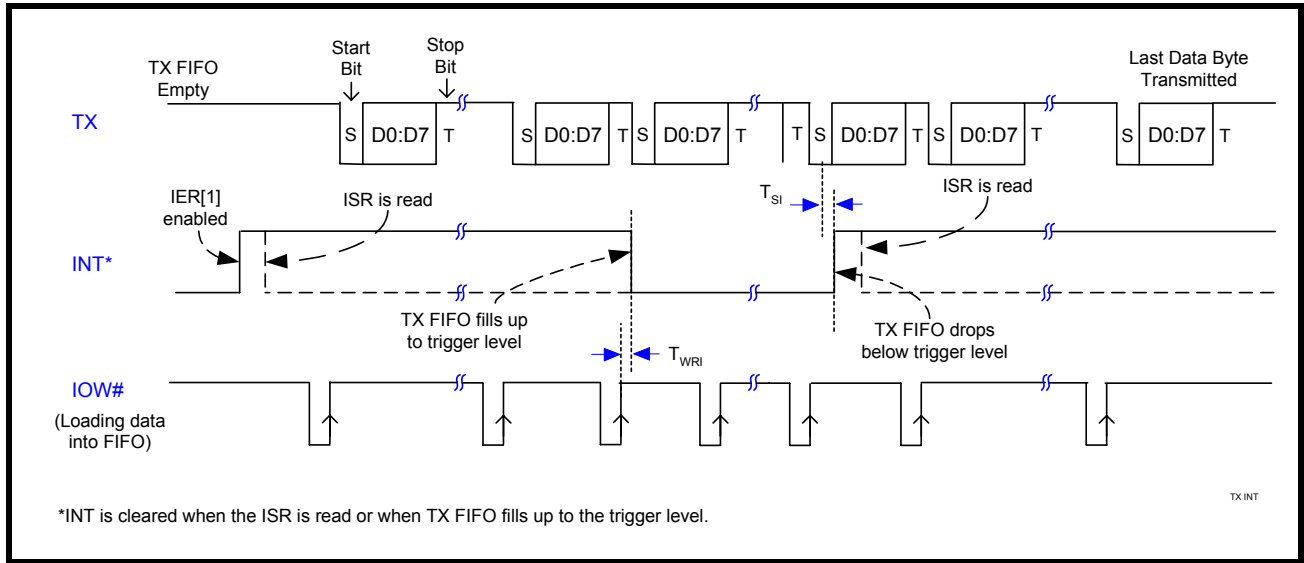 TX FIFO
Empty
Start
Bit
Stop
Bit
Last Data Byte
Transmitted
TX
S D0:D7 T S D0:D7 T S D0:D7 T T S D0:D7 T S D0:D7 T S D0:D7 T
IER[1]
enabled
ISR is read
TSI
ISR is read
INT*
TX FIFO fills up
to trigger level
TX FIFO drops
below trigger level
TWRI
IOW#
(Loading data
into FIFO)
TX INT
*INT is cleared when the ISR is read or when TX FIFO fills up to the trigger level.